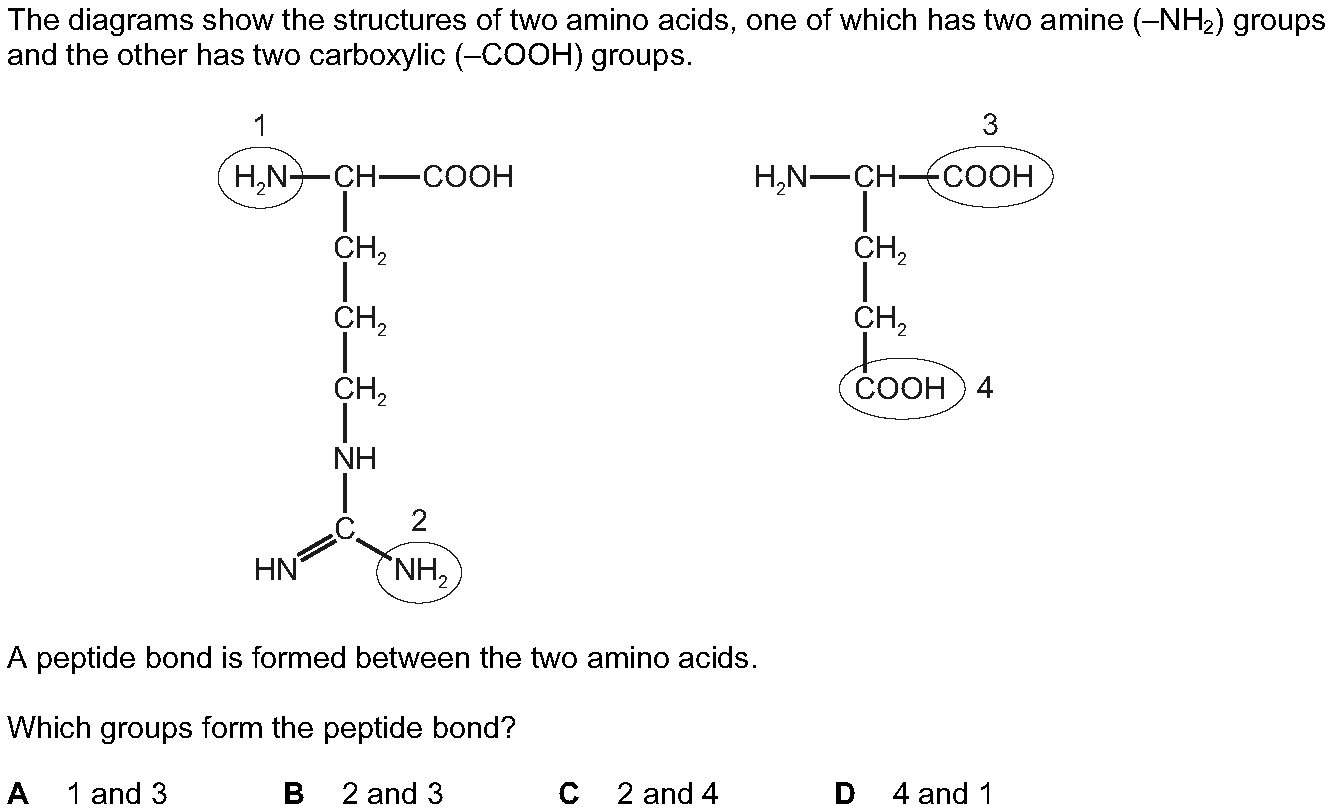 The diagrams show the structures of two amino acids, one of which has two amine (–NH₂) groups
and the other has two carboxylic (–COOH) groups.
1
3
H₂N CH COOH
H₂N CH COOH
CH₂
CH₂
CH₂
CH₂
CH₂
COOH 4
NH
C
2
HN NH₂
A peptide bond is formed between the two amino acids.
Which groups form the peptide bond?
A 1 and 3 B 2 and 3 C 2 and 4 D 4 and 1